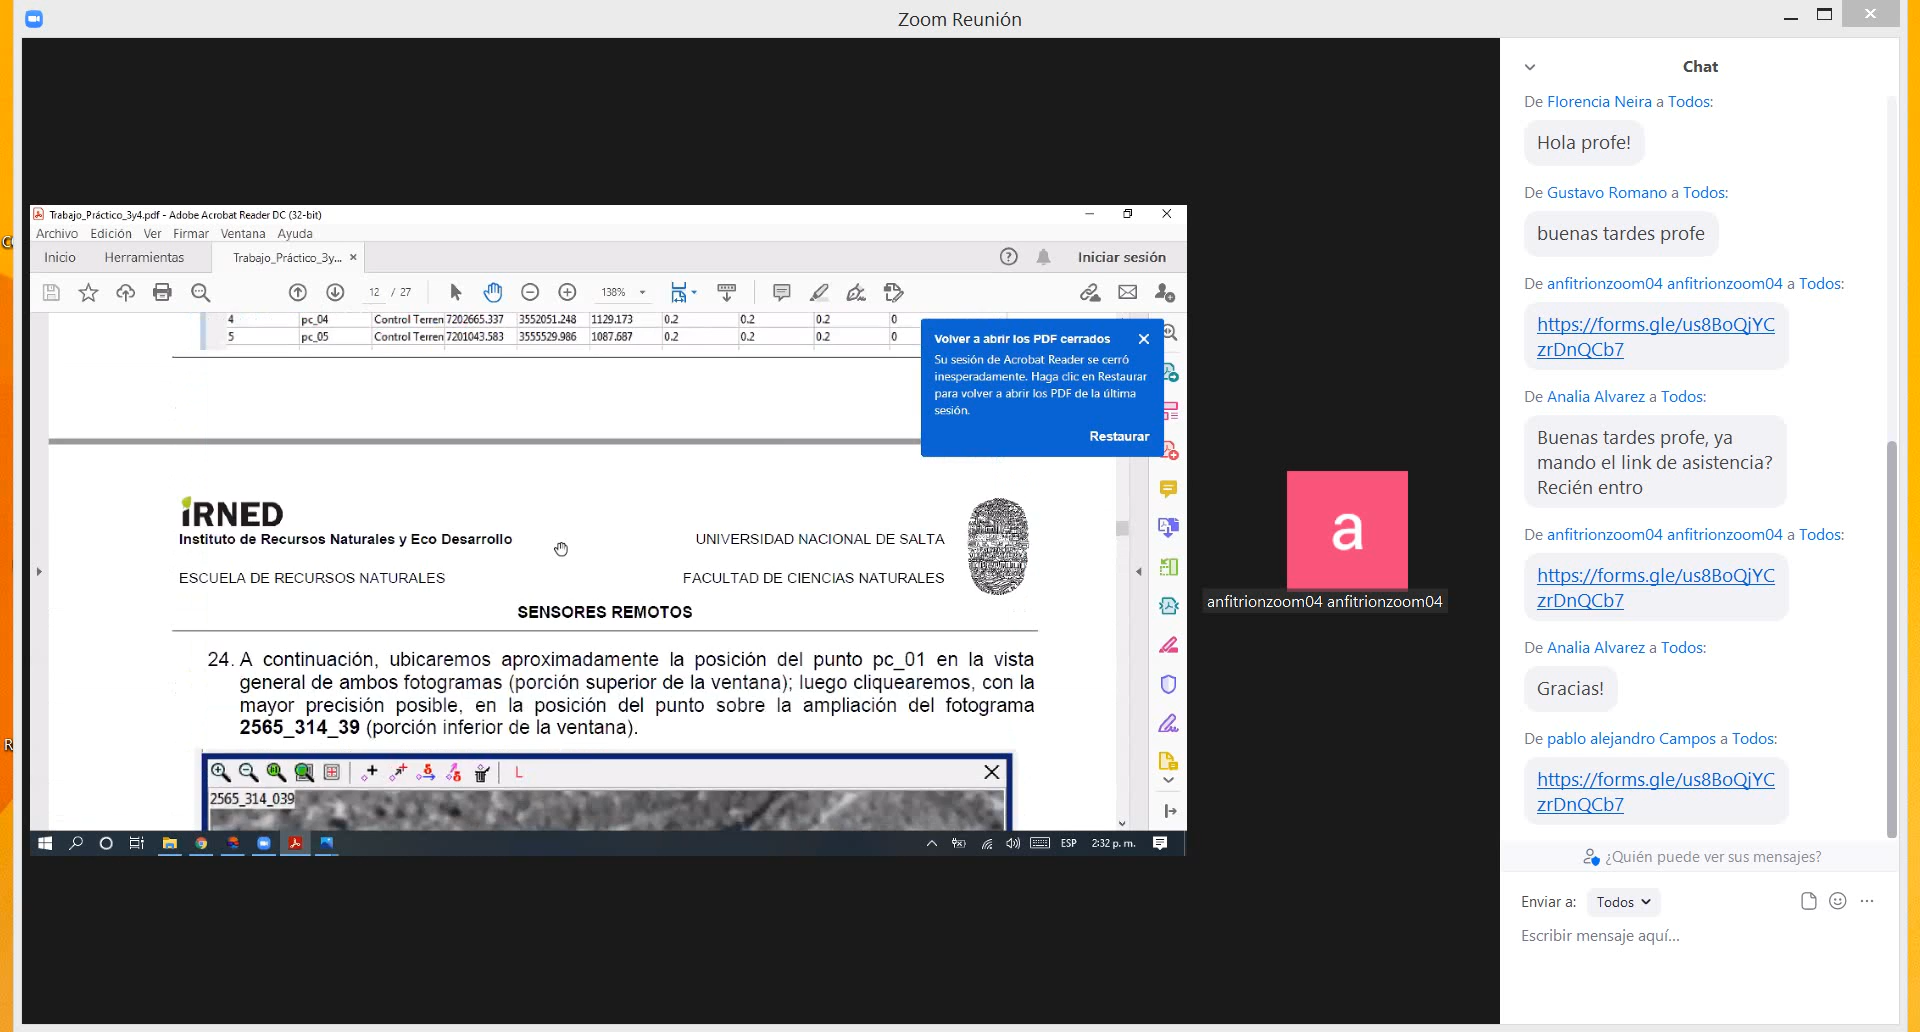 Zoom Reunión
Trabajo_Práctico_3y4.pdf - Adobe Acrobat Reader DC (32-bit)
Archivo Edición Ver Firmar Ventana Ayuda
Inicio Herramientas Trabajo_Práctico_3y... × Iniciar sesión
12 / 27 138%
4 pc_04 Control Terren 7202665.337 3552051.248 1129.173 0.2 0.2 0.2 0
5 pc_05 Control Terren 7201043.583 3555529.986 1087.687 0.2 0.2 0.2 0
Volver a abrir los PDF cerrados
Su sesión de Acrobat Reader se cerró
inesperadamente. Haga clic en Restaurar
para volver a abrir los PDF de la última
sesión.
Restaurar
iRNED
Instituto de Recursos Naturales y Eco Desarrollo
UNIVERSIDAD NACIONAL DE SALTA
ESCUELA DE RECURSOS NATURALES
FACULTAD DE CIENCIAS NATURALES
SENSORES REMOTOS
24. A continuación, ubicaremos aproximadamente la posición del punto pc_01 en la vista
general de ambos fotogramas (porción superior de la ventana); luego cliquearemos, con la
mayor precisión posible, en la posición del punto sobre la ampliación del fotograma
2565_314_39 (porción inferior de la ventana).
L
2565_314_039
ESP 2:32 p. m.
a
anfitrionzoom04 anfitrionzoom04
Chat
De Florencia Neira a Todos:
Hola profe!
De Gustavo Romano a Todos:
buenas tardes profe
De anfitrionzoom04 anfitrionzoom04 a Todos:
https://forms.gle/us8BoQjYC
zrDnQCb7
De Analia Alvarez a Todos:
Buenas tardes profe, ya
mando el link de asistencia?
Recién entro
De anfitrionzoom04 anfitrionzoom04 a Todos:
https://forms.gle/us8BoQjYC
zrDnQCb7
De Analia Alvarez a Todos:
Gracias!
De pablo alejandro Campos a Todos:
https://forms.gle/us8BoQjYC
zrDnQCb7
¿Quién puede ver sus mensajes?
Enviar a: Todos
Escribir mensaje aquí...